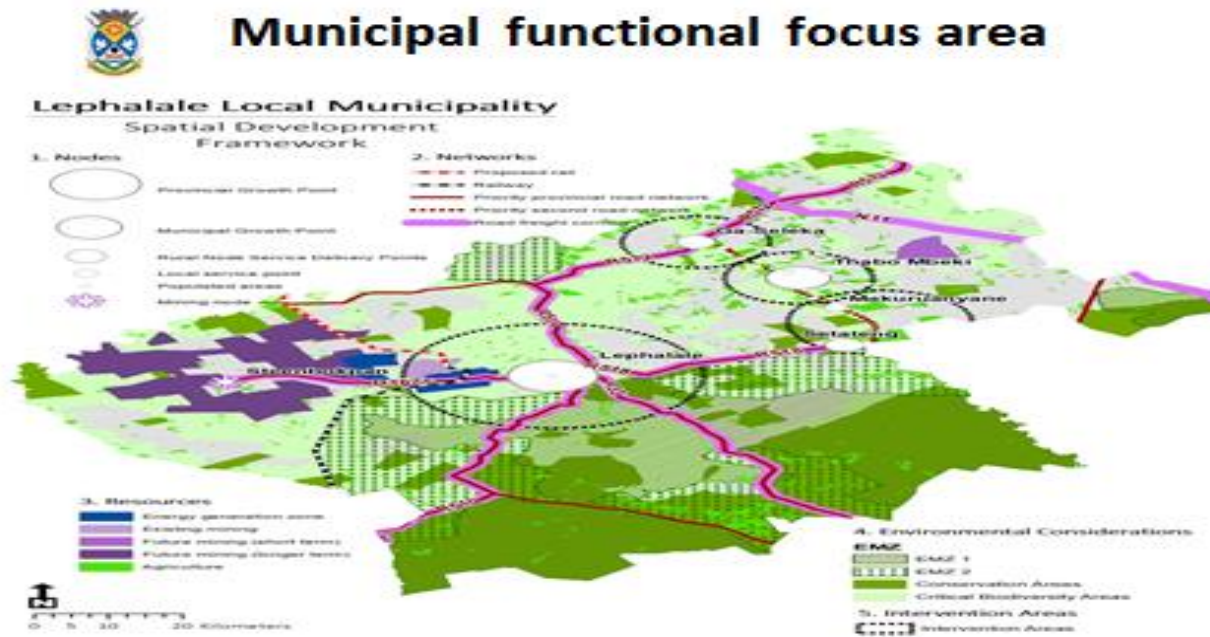 Municipal functional focus area
Lephalale Local Municipality
Spatial Development
Framework
1. Nodes
Provincial Growth Point
Municipal Growth Point
Rural Node Service Delivery Points
Local service point
Populated areas
Mining node
2. Networks
Proposed rail
Railway
Priority provincial road network
Priority second road network
Road freight
N11
Ga-Seleka
Thabo Mbeki
Setateng
Lephalale
Steenbokpan
3. Resources
Energy generation zone
Existing mining
Future mining (short term)
Future mining (longer term)
Agriculture
0 5 10 20 Kilometers
4. Environmental Considerations
EMZ
EMZ 1
EMZ 2
Conservation Areas
Critical Biodiversity Areas
5. Intervention Areas
Intervention Areas